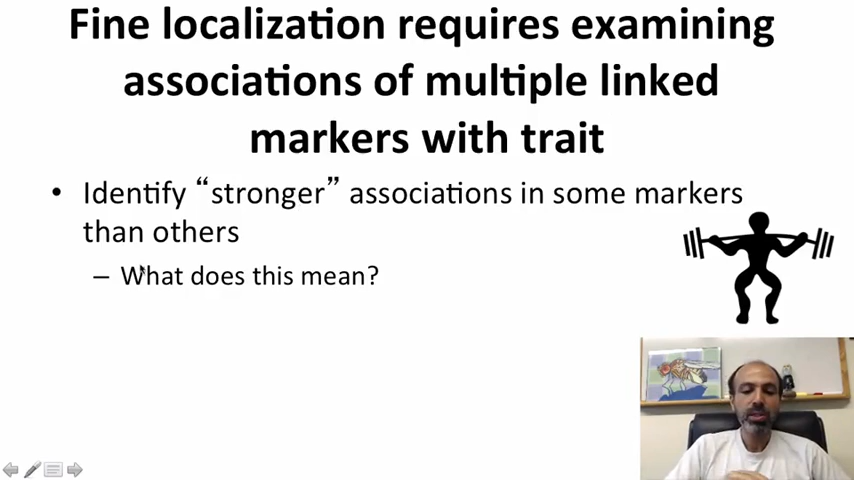 Fine localization requires examining
associations of multiple linked
markers with trait
• Identify “stronger” associations in some markers
than others
– What does this mean?